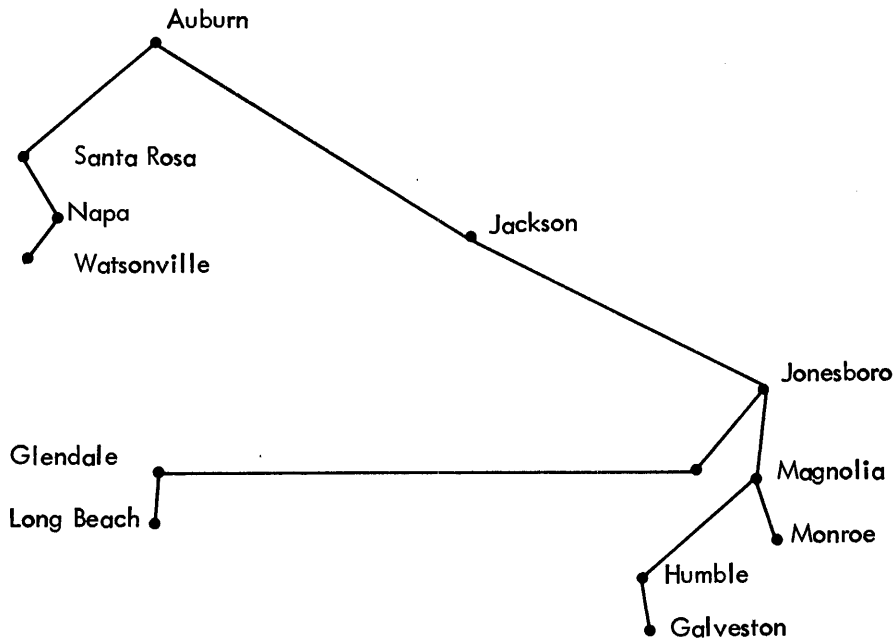 Auburn
Santa Rosa
Napa
Jackson
Watsonville
Jonesboro
Glendale
Magnolia
Long Beach
Monroe
Humble
Galveston